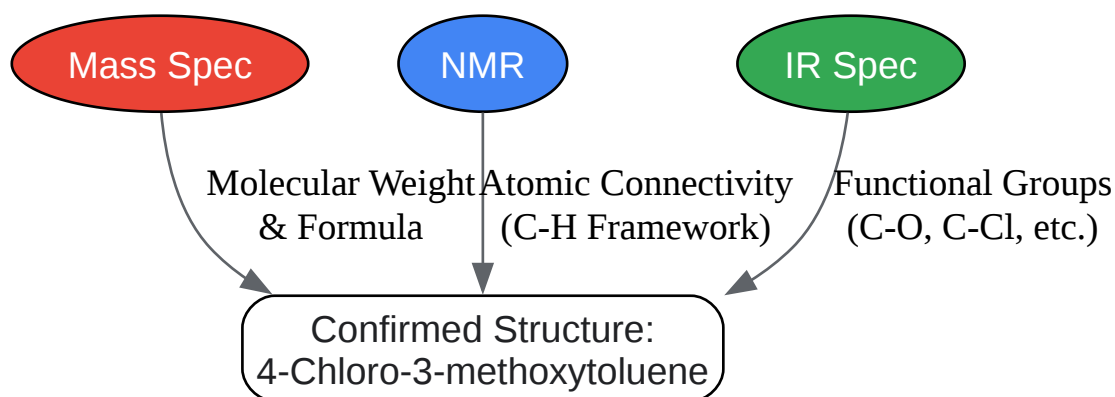 Mass Spec
NMR
IR Spec
Molecular Weight
& Formula
Atomic Connectivity
(C-H Framework)
Functional Groups
(C-O, C-Cl, etc.)
Confirmed Structure:
4-Chloro-3-methoxytoluene